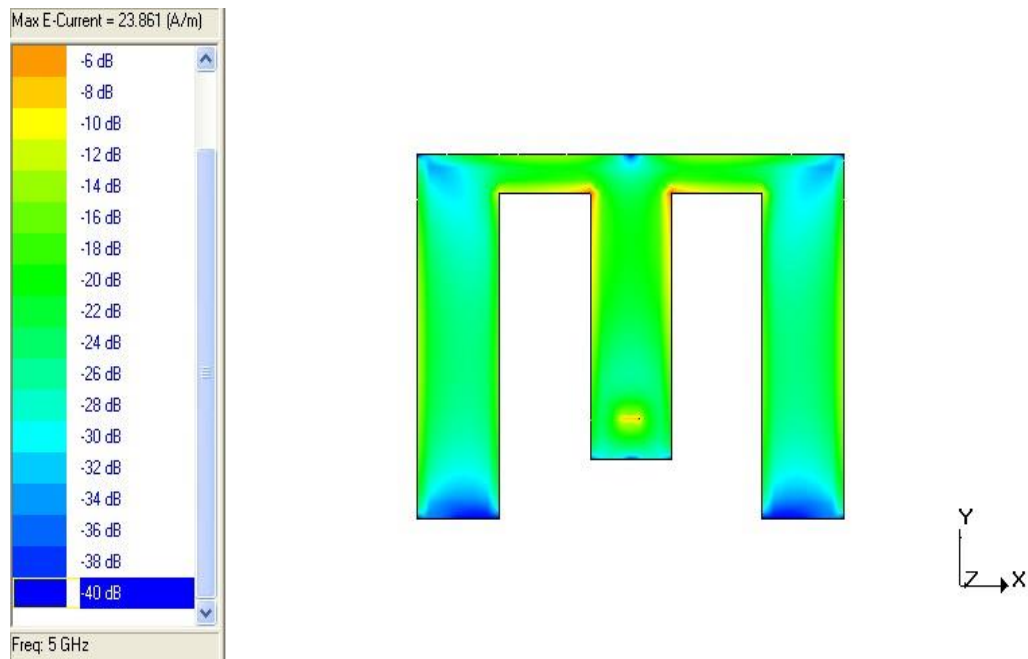 Max E-Current = 23.861 (A/m)
-6 dB
-8 dB
-10 dB
-12 dB
-14 dB
-16 dB
-18 dB
-20 dB
-22 dB
-24 dB
-26 dB
-28 dB
-30 dB
-32 dB
-34 dB
-36 dB
-38 dB
-40 dB
Freq: 5 GHz
Y
Z X